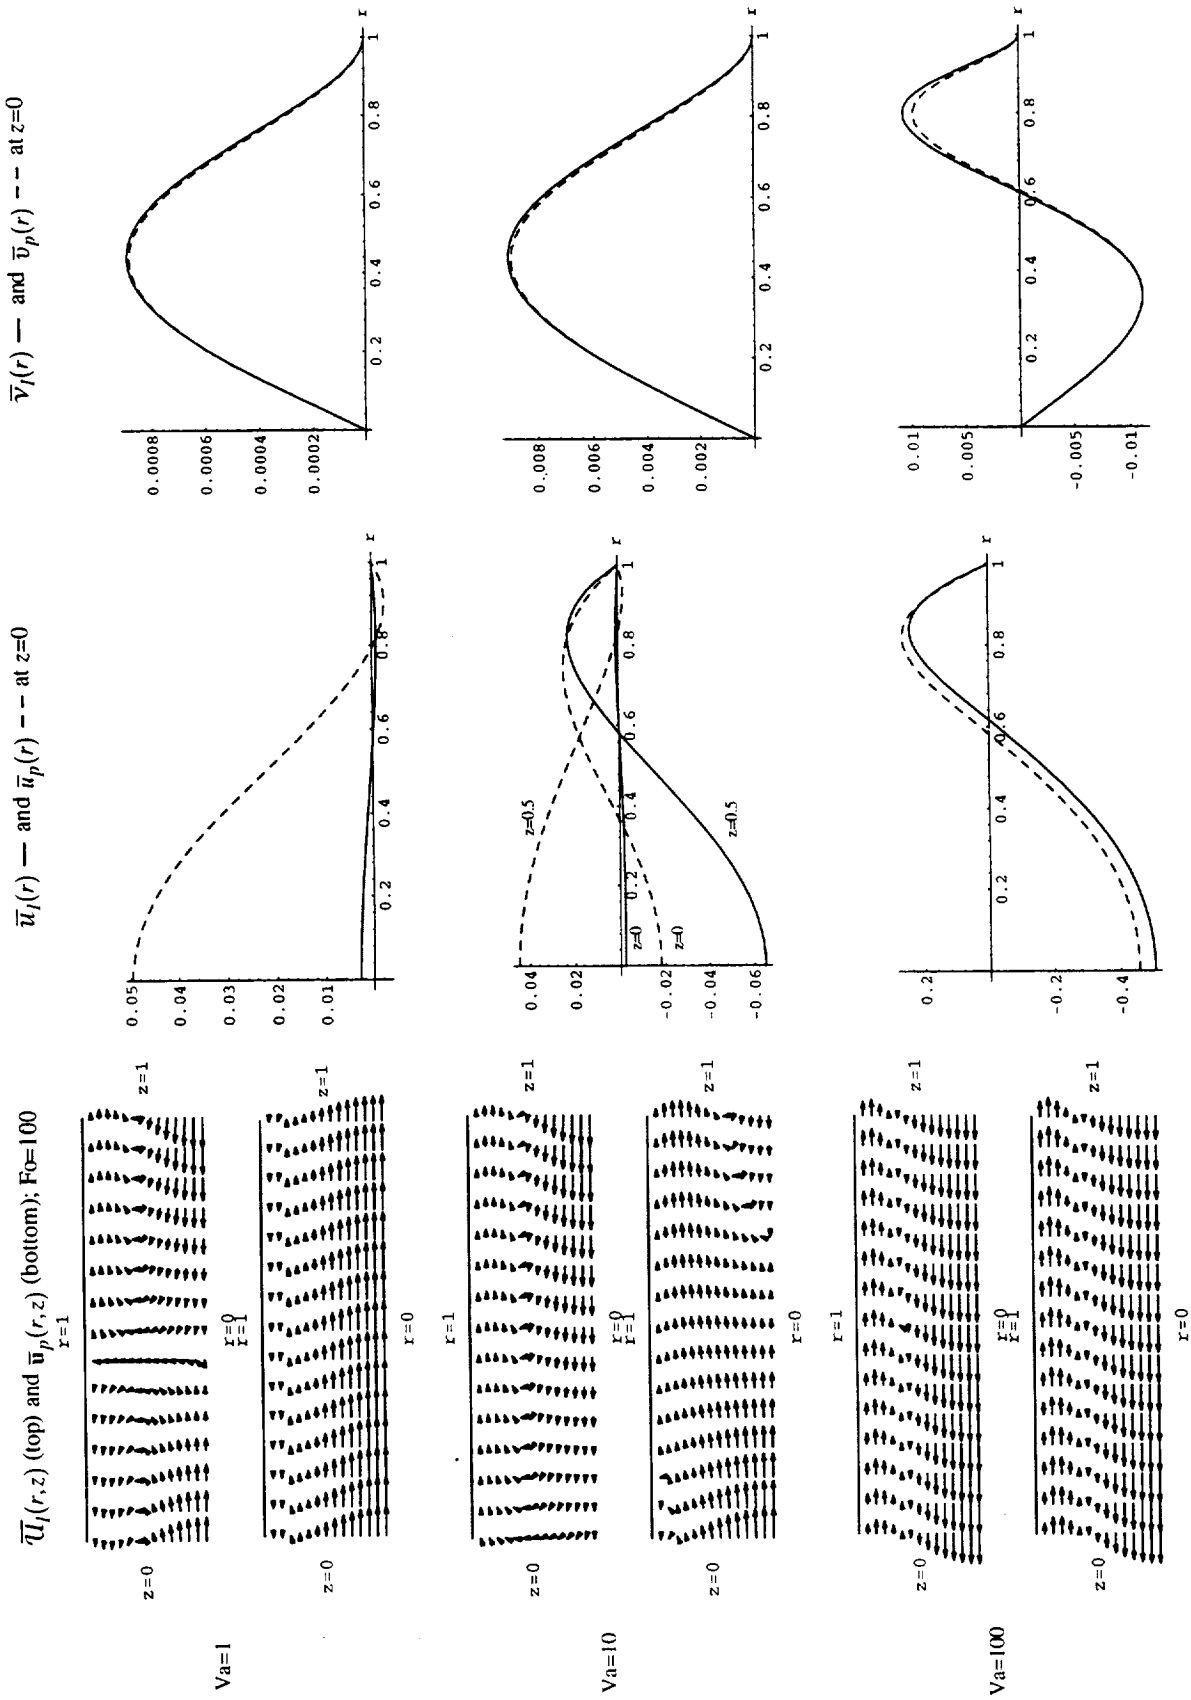 𝒰̅_l(r,z) (top) and u̅_p(r,z) (bottom); Fo=100
u̅_l(r) — and u̅_p(r) -- at z=0
v̅_l(r) — and v̅_p(r) -- at z=0
Va=1
r=1
z=0
z=1
r=0
r=1
z=0
z=1
r=0
0.05
0.04
0.03
0.02
0.01
0.2
0.4
0.6
0.8
1
r
0.0008
0.0006
0.0004
0.0002
0.2
0.4
0.6
0.8
1
r
Va=10
r=1
z=0
z=1
r=0
r=1
z=0
z=1
r=0
0.04
0.02
-0.02
-0.04
-0.06
z=0.5
z=0
z=0
z=0.5
0.2
0.4
0.6
0.8
1
r
0.008
0.006
0.004
0.002
0.2
0.4
0.6
0.8
1
r
Va=100
r=1
z=0
z=1
r=0
r=1
z=0
z=1
r=0
0.2
-0.2
-0.4
0.2
0.4
0.6
0.8
1
r
0.01
0.005
-0.005
-0.01
0.2
0.4
0.6
0.8
1
r